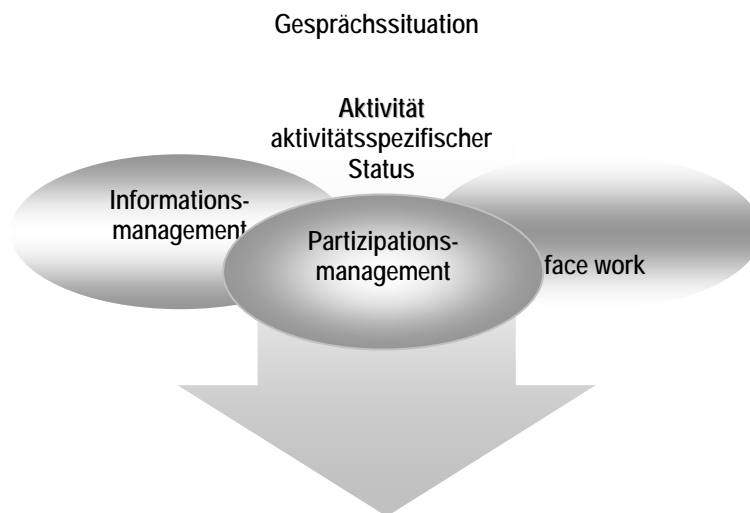 Gesprächssituation
Aktivität
aktivitätsspezifischer
Status
Informations-
management
Partizipations-
management
face work